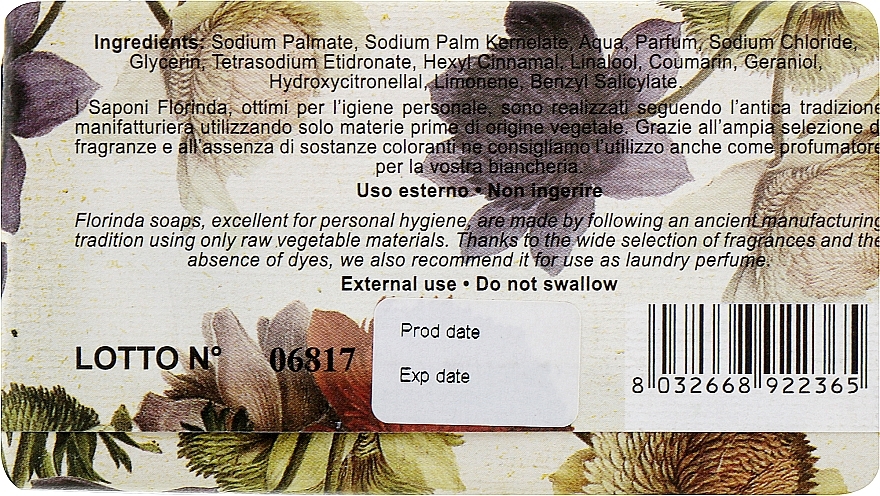 Ingredients: Sodium Palmate, Sodium Palm Kernelate, Aqua, Parfum, Sodium Chloride,
Glycerin, Tetrasodium Etidronate, Hexyl Cinnamal, Linalool, Coumarin, Geraniol,
Hydroxycitronellal, Limonene, Benzyl Salicylate.
I Saponi Florinda, ottimi per l'igiene personale, sono realizzati seguendo l'antica tradizione
manifatturiera utilizzando solo materie prime di origine vegetale. Grazie all'ampia selezione d
fragranze e all'assenza di sostanze coloranti ne consigliamo l'utilizzo anche come profumatore
per la vostra biancheria.
Uso esterno • Non ingerire
Florinda soaps, excellent for personal hygiene, are made by following an ancient manufacturing
tradition using only raw vegetable materials. Thanks to the wide selection of fragrances and the
absence of dyes, we also recommend it for use as laundry perfume.
External use • Do not swallow
LOTTO N° 06817
Prod date
Exp date
8 032668 922365